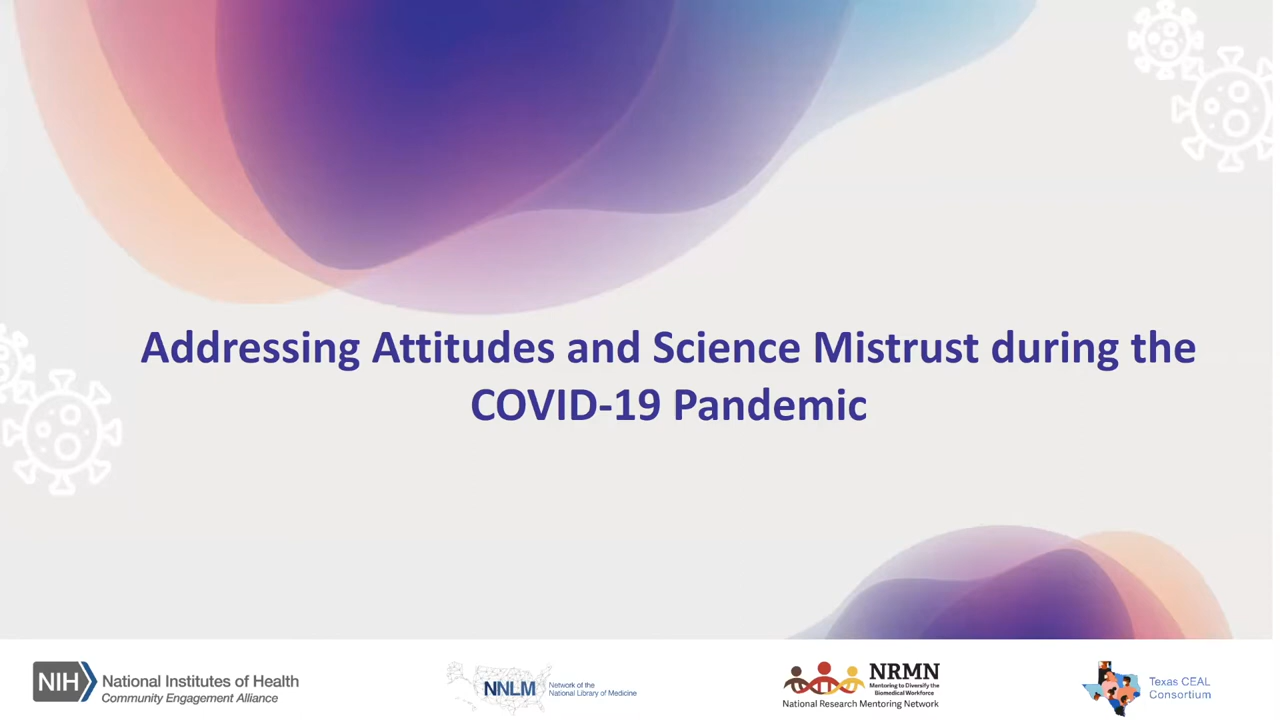 Addressing Attitudes and Science Mistrust during the
COVID-19 Pandemic
NIH National Institutes of Health
Community Engagement Alliance
NNLM Network of the
National Library of Medicine
NRMN
Mentoring to Diversify the
Biomedical Workforce
National Research Mentoring Network
Texas CEAL
Consortium